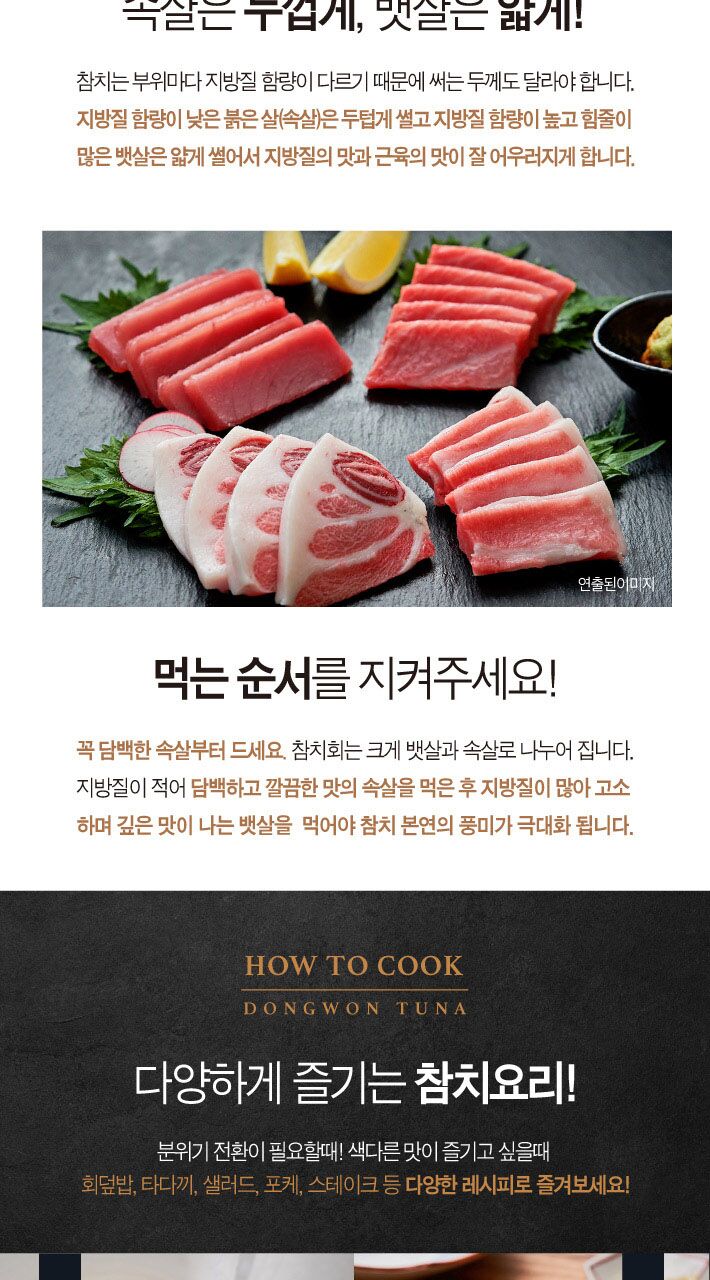 속살은 두껍게, 뱃살은 얇게!
참치는 부위마다 지방질 함량이 다르기 때문에 써는 두께도 달라야 합니다.
지방질 함량이 낮은 붉은 살(속살)은 두텁게 썰고 지방질 함량이 높고 힘줄이
많은 뱃살은 얇게 썰어서 지방질의 맛과 근육의 맛이 잘 어우러지게 합니다.
연출된이미지
먹는 순서를 지켜주세요!
꼭 담백한 속살부터 드세요. 참치회는 크게 뱃살과 속살로 나누어 집니다.
지방질이 적어 담백하고 깔끔한 맛의 속살을 먹은 후 지방질이 많아 고소
하며 깊은 맛이 나는 뱃살을 먹어야 참치 본연의 풍미가 극대화 됩니다.
HOW TO COOK
DONGWON TUNA
다양하게 즐기는 참치요리!
분위기 전환이 필요할때! 색다른 맛이 즐기고 싶을때
회덮밥, 타다끼, 샐러드, 포케, 스테이크 등 다양한 레시피로 즐겨보세요!